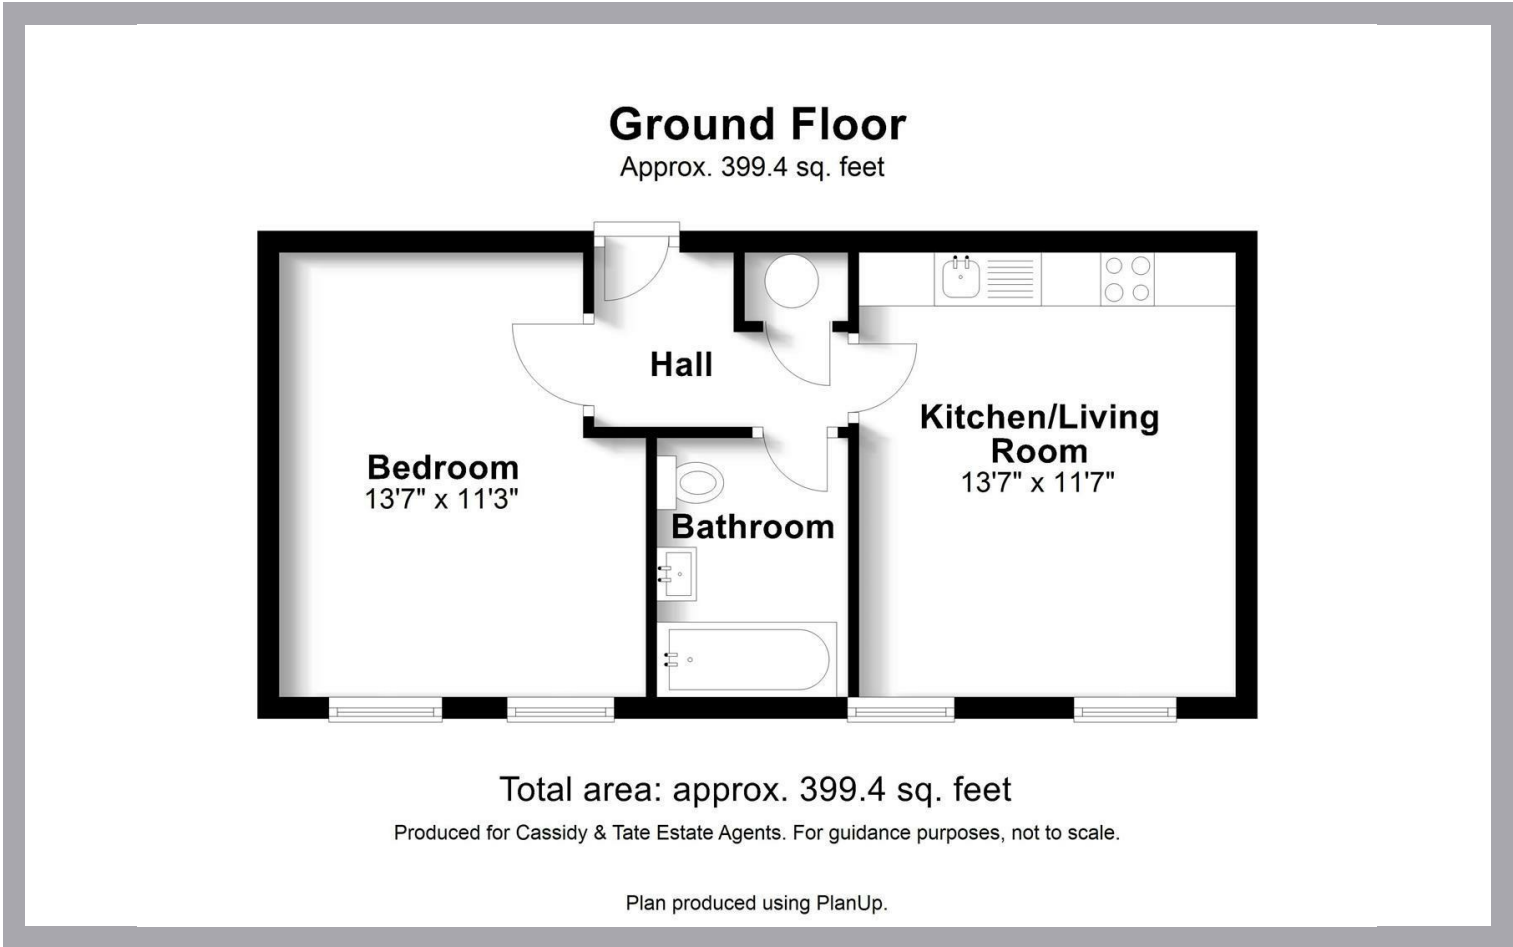 Ground Floor
Approx. 399.4 sq. feet
Hall
Kitchen/Living
Room
13'7" x 11'7"
Bedroom
13'7" x 11'3"
Bathroom
Total area: approx. 399.4 sq. feet
Produced for Cassidy & Tate Estate Agents. For guidance purposes, not to scale.
Plan produced using PlanUp.